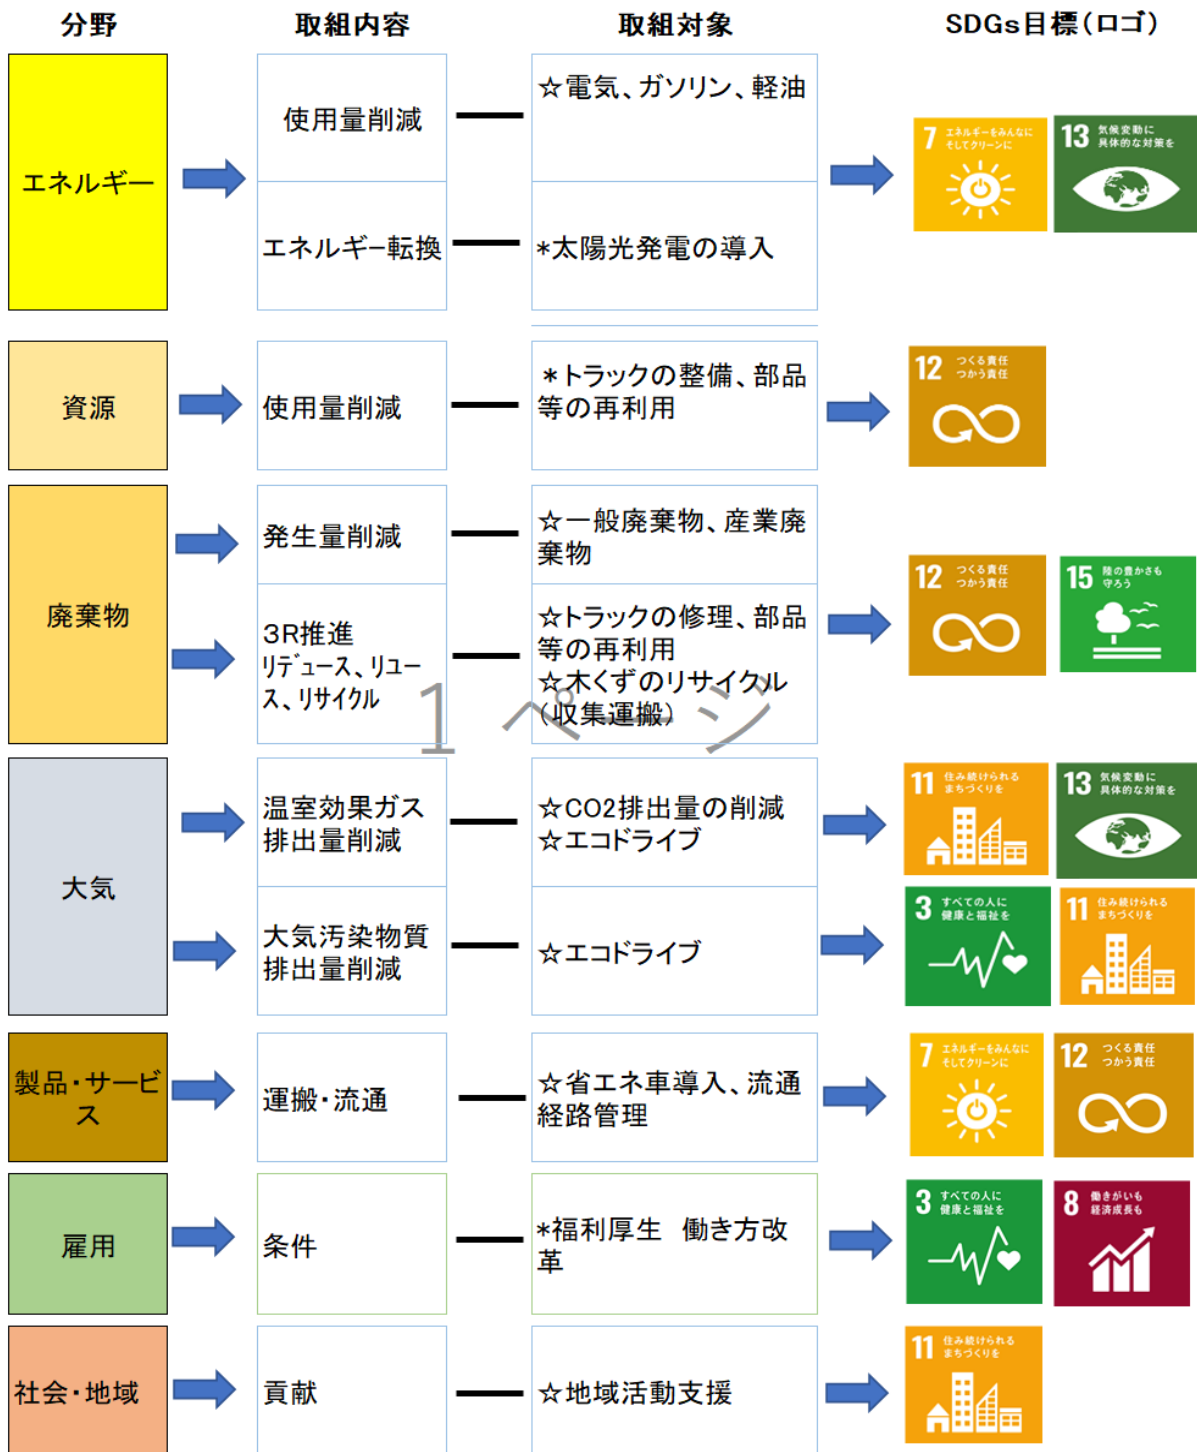 分野 取組内容 取組対象 SDGs目標(ロゴ)
エネルギー
使用量削減
☆電気、ガソリン、軽油
エネルギー転換
*太陽光発電の導入
7 エネルギーをみんなに
そしてクリーンに
13 気候変動に
具体的な対策を
資源
使用量削減
*トラックの整備、部品
等の再利用
12 つくる責任
つかう責任
廃棄物
発生量削減
☆一般廃棄物、産業廃
棄物
3R推進
リデュース、リユー
ス、リサイクル
☆トラックの修理、部品
等の再利用
☆木くずのリサイクル
(収集運搬)
12 つくる責任
つかう責任
15 陸の豊かさも
守ろう
1 ページ
大気
温室効果ガス
排出量削減
☆CO2排出量の削減
☆エコドライブ
11 住み続けられる
まちづくりを
13 気候変動に
具体的な対策を
大気汚染物質
排出量削減
☆エコドライブ
3 すべての人に
健康と福祉を
11 住み続けられる
まちづくりを
製品・サービ
ス
運搬・流通
☆省エネ車導入、流通
経路管理
7 エネルギーをみんなに
そしてクリーンに
12 つくる責任
つかう責任
雇用
条件
*福利厚生 働き方改
革
3 すべての人に
健康と福祉を
8 働きがいも
経済成長も
社会・地域
貢献
☆地域活動支援
11 住み続けられる
まちづくりを